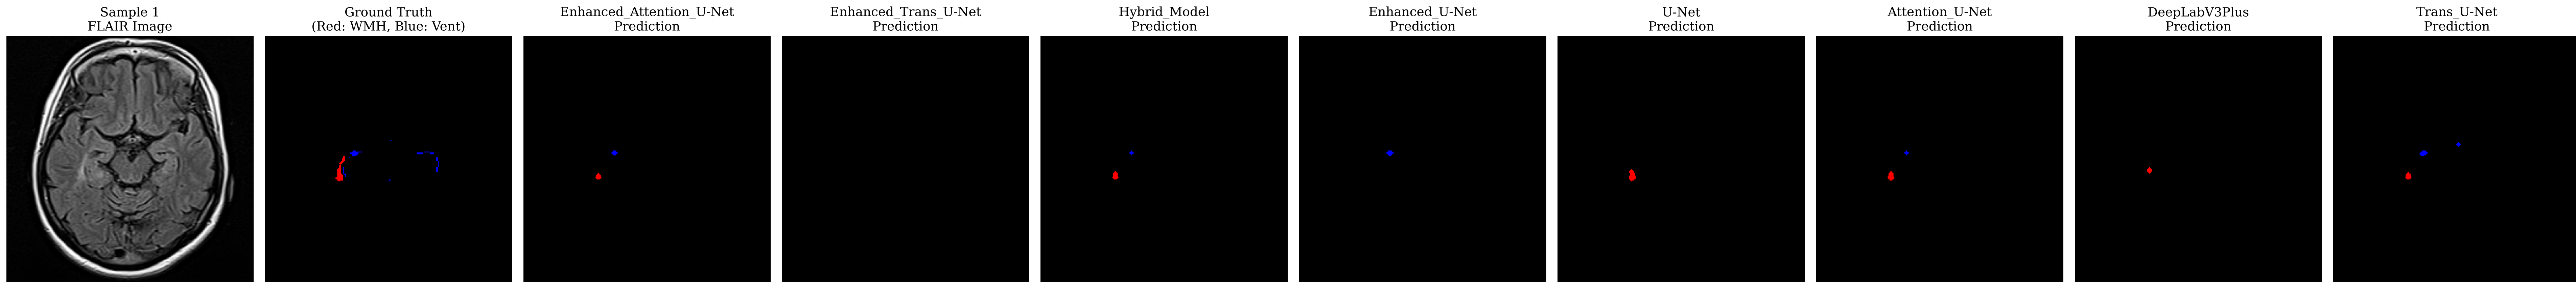 Sample 1
FLAIR Image
Ground Truth
(Red: WMH, Blue: Vent)
Enhanced_Attention_U-Net
Prediction
Enhanced_Trans_U-Net
Prediction
Hybrid_Model
Prediction
Enhanced_U-Net
Prediction
U-Net
Prediction
Attention_U-Net
Prediction
DeepLabV3Plus
Prediction
Trans_U-Net
Prediction